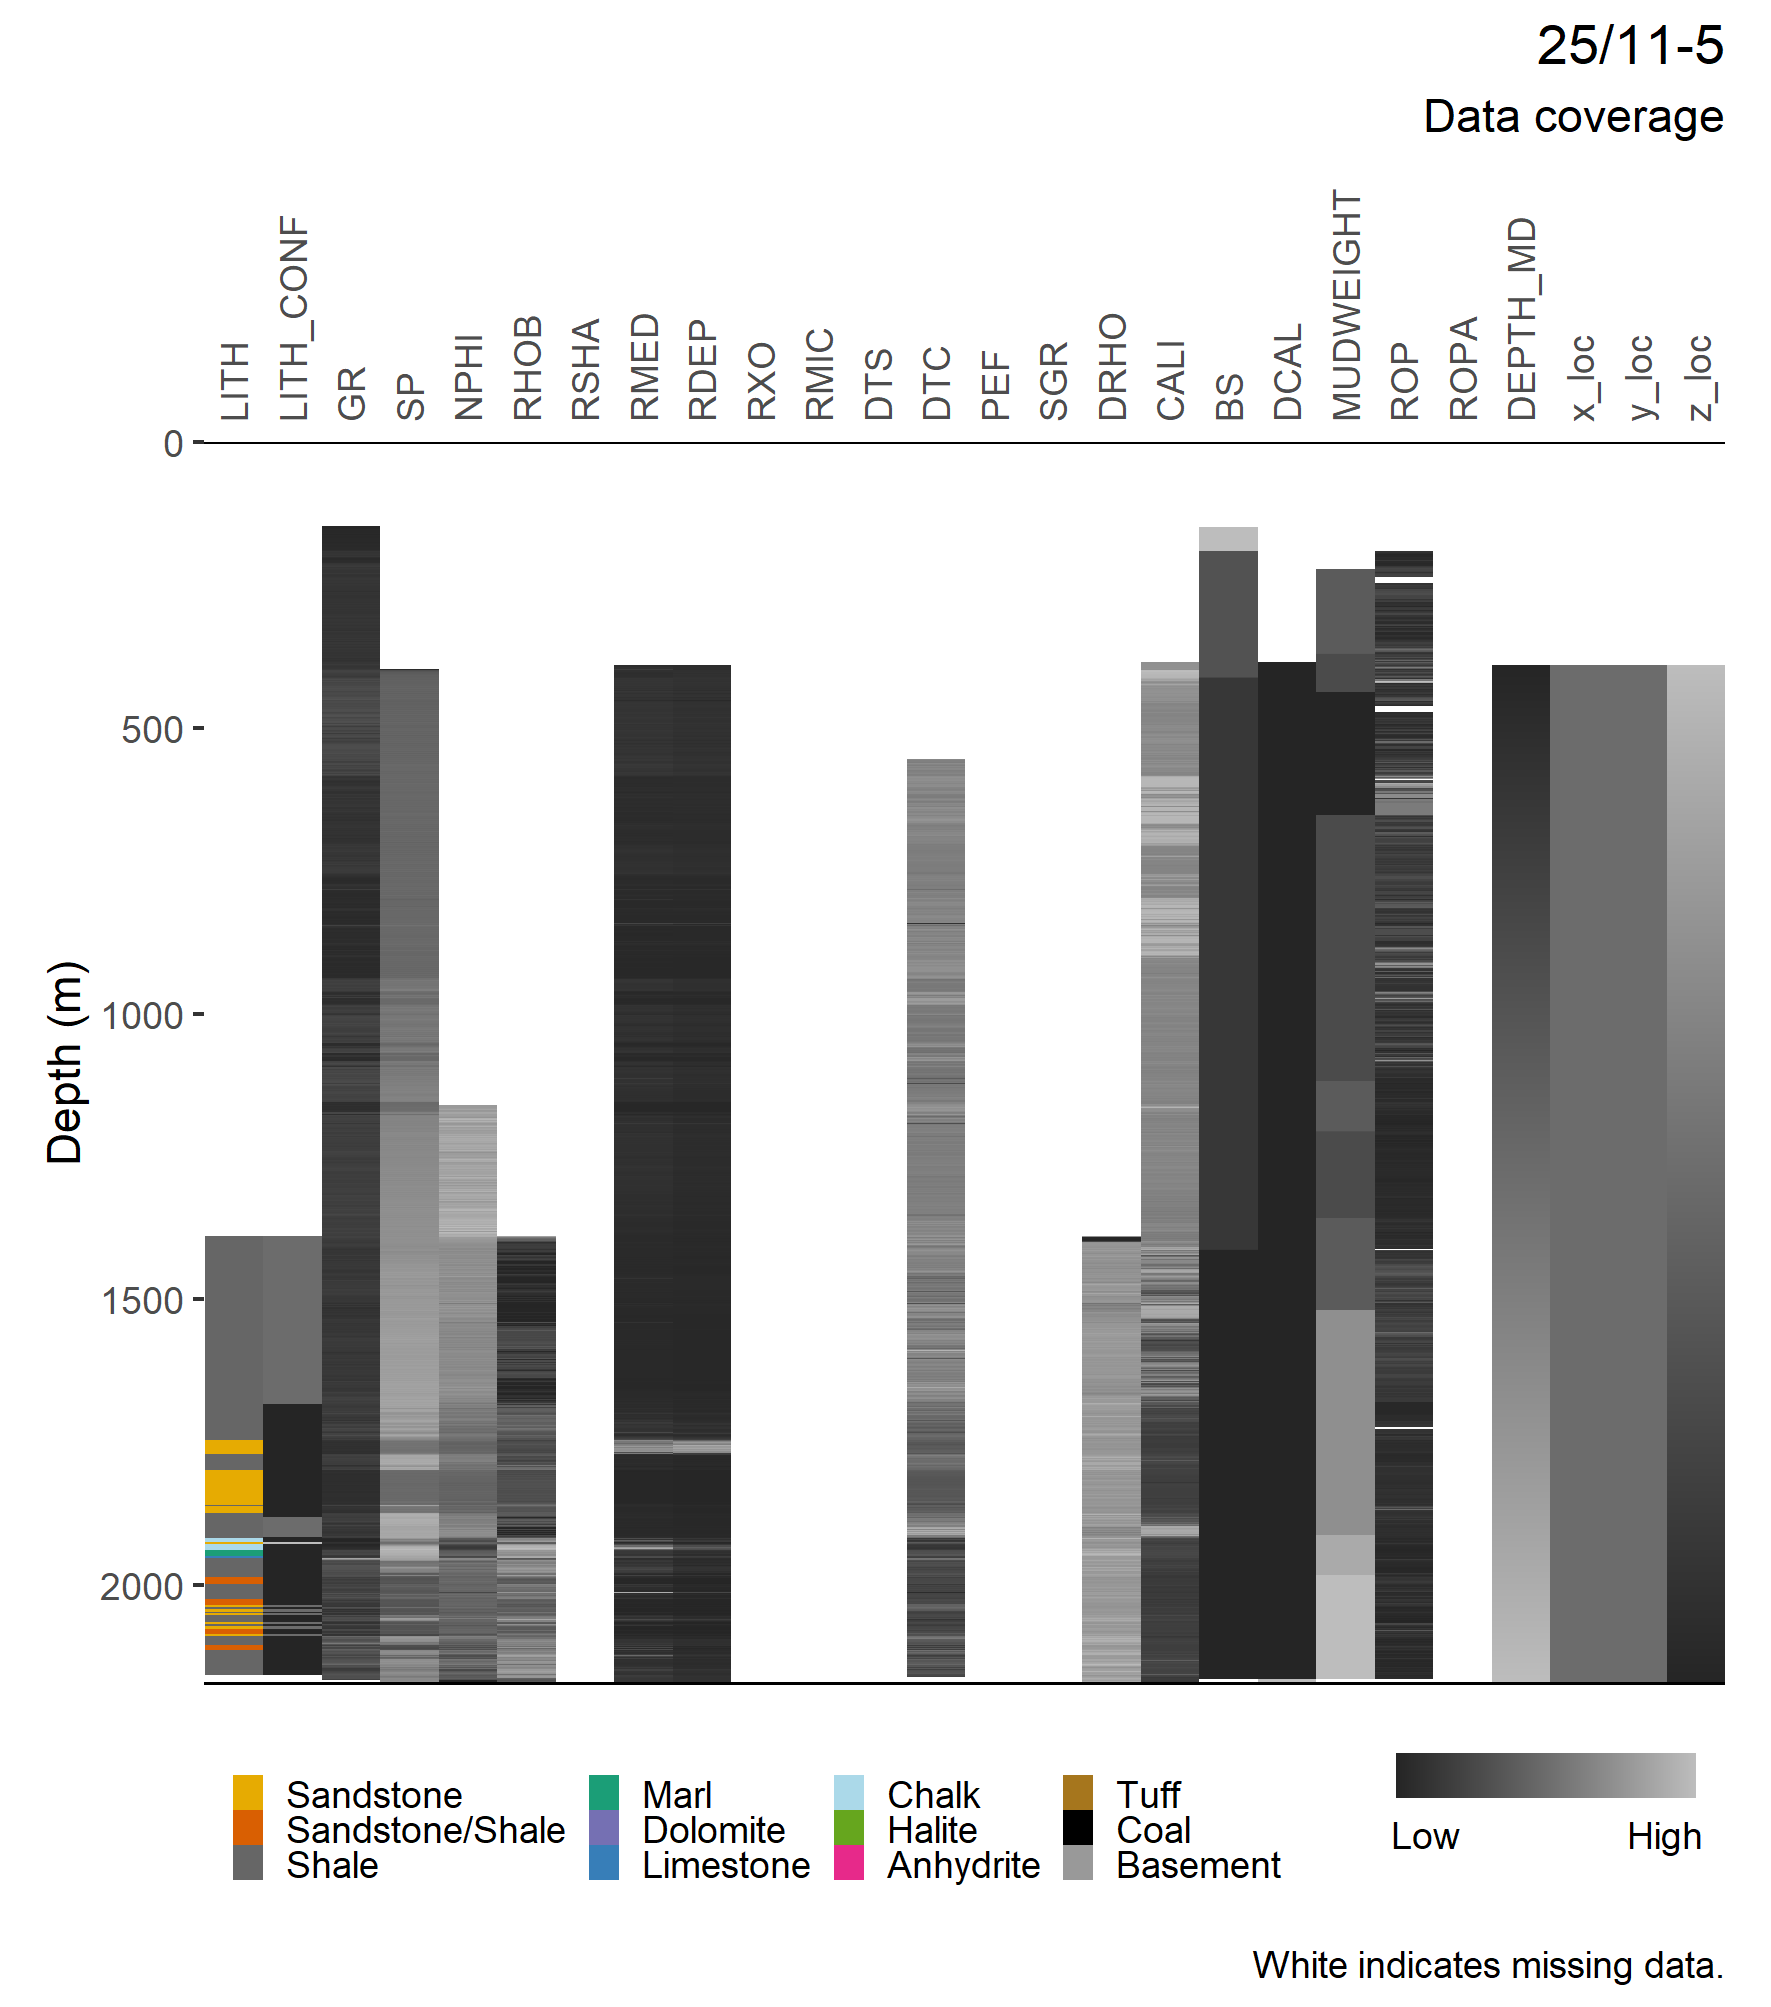 25/11-5
Data coverage
LITH
LITH_CONF
GR
SP
NPHI
RHOB
RSHA
RMED
RDEP
RXO
RMIC
DTS
DTC
PEF
SGR
DRHO
CALI
BS
DCAL
MUDWEIGHT
ROP
ROPA
DEPTH_MD
x_loc
y_loc
z_loc
0
500
1000
1500
2000
Depth (m)
Sandstone
Sandstone/Shale
Shale
Marl
Dolomite
Limestone
Chalk
Halite
Anhydrite
Tuff
Coal
Basement
Low
High
White indicates missing data.